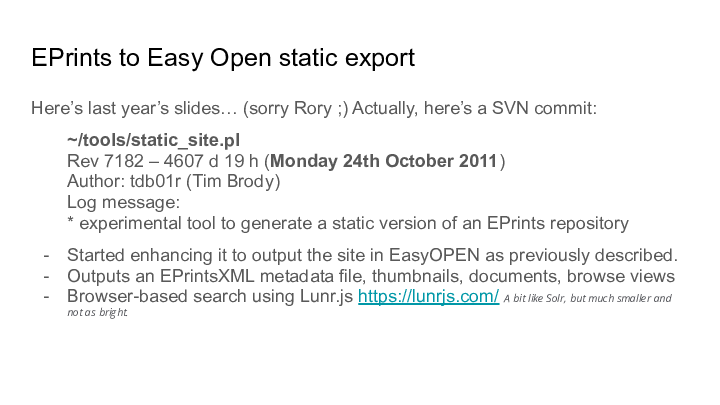 EPrints to Easy Open static export
Here’s last year’s slides… (sorry Rory ;) Actually, here’s a SVN commit:
~/tools/static_site.pl
Rev 7182 – 4607 d 19 h (Monday 24th October 2011)
Author: tdb01r (Tim Brody)
Log message:
* experimental tool to generate a static version of an EPrints repository
- Started enhancing it to output the site in EasyOPEN as previously described.
- Outputs an EPrintsXML metadata file, thumbnails, documents, browse views
- Browser-based search using Lunr.js https://lunrjs.com/ A bit like Solr, but much smaller and
not as bright.